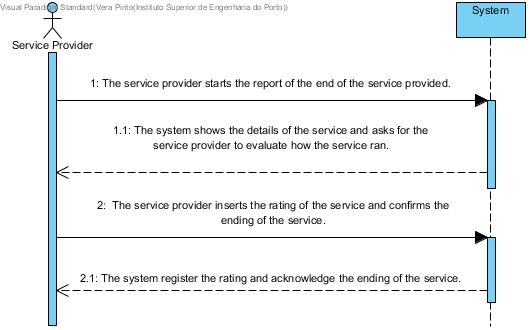 Visual Paradigm Standard(Vera Pinto(Instituto Superior de Engenharia do Porto))
System
Service Provider
1: The service provider starts the report of the end of the service provided.
1.1: The system shows the details of the service and asks for the
service provider to evaluate how the service ran.
2: The service provider inserts the rating of the service and confirms the
ending of the service.
2.1: The system register the rating and acknowledge the ending of the service.